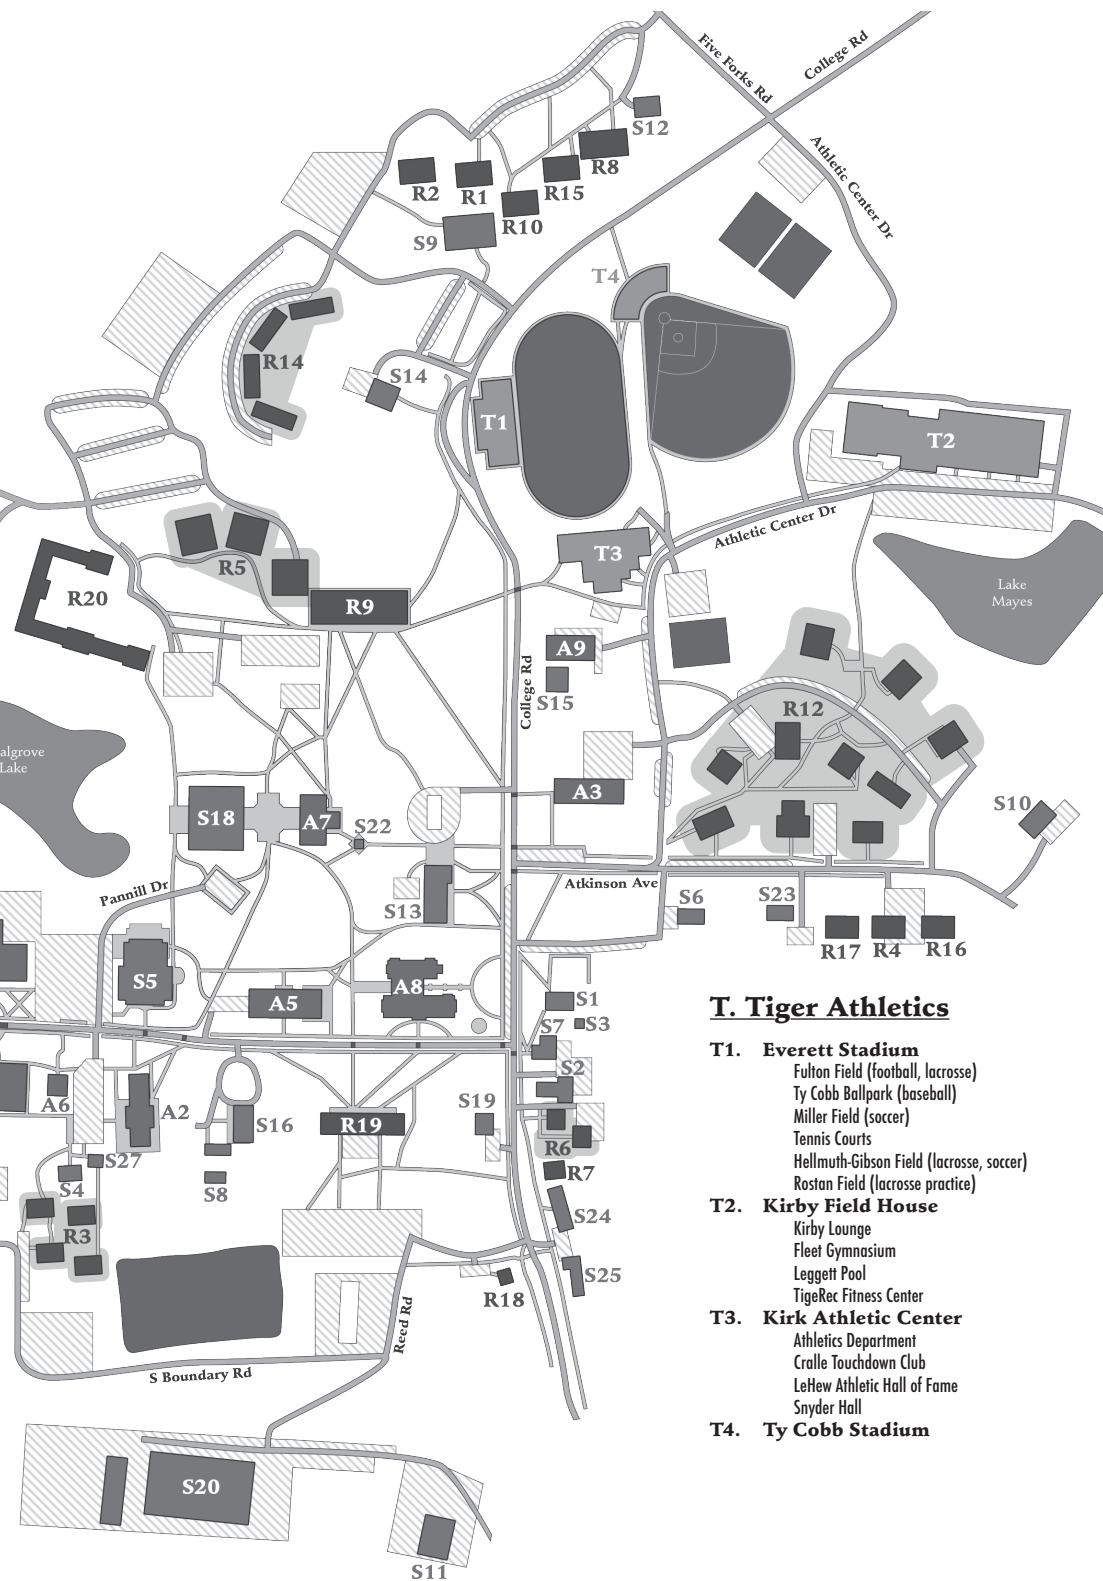 Five Forks Rd
College Rd
S12
Athletic Center Dr
R8
R2
R1
R15
R10
S9
T4
R14
S14
T1
T2
Athletic Center Dr
T3
R5
Lake
Mayes
R20
R9
A9
College Rd
S15
R12
algrove
Lake
A3
S10
S18
A7
S22
Pannill Dr
Atkinson Ave
S13
S6
S23
R17
R4
R16
S5
A8
A5
S1
S7
S3
S2
A6
A2
S16
S19
R19
R6
S27
S4
S8
R7
R3
S24
S25
R18
Reed Rd
S Boundary Rd
S20
S11
T. Tiger Athletics
T1. Everett Stadium
Fulton Field (football, lacrosse)
Ty Cobb Ballpark (baseball)
Miller Field (soccer)
Tennis Courts
Hellmuth-Gibson Field (lacrosse, soccer)
Rostan Field (lacrosse practice)
T2. Kirby Field House
Kirby Lounge
Fleet Gymnasium
Leggett Pool
TigeRec Fitness Center
T3. Kirk Athletic Center
Athletics Department
Cralle Touchdown Club
LeHew Athletic Hall of Fame
Snyder Hall
T4. Ty Cobb Stadium